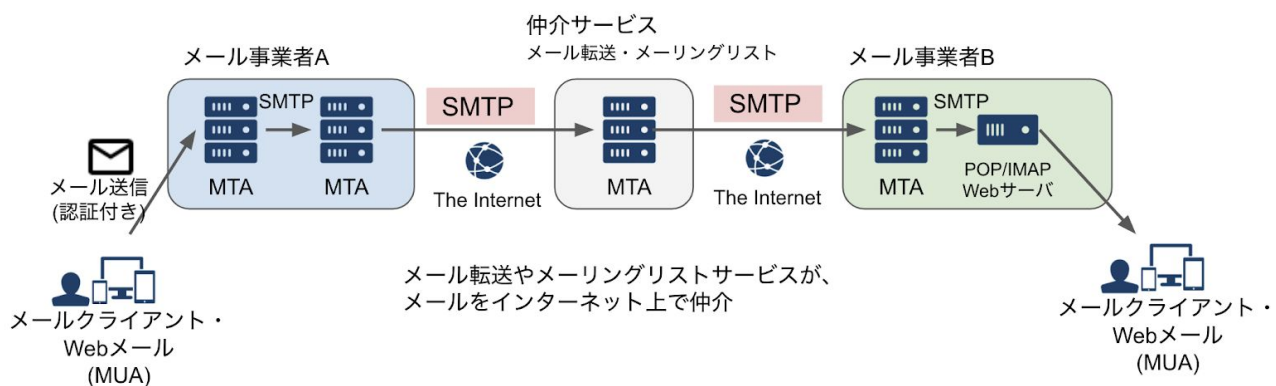 仲介サービス
メール転送・メーリングリスト
メール事業者A
メール事業者B
SMTP
SMTP
SMTP
SMTP
MTA
MTA
MTA
MTA
The Internet
The Internet
POP/IMAP
Webサーバ
メール送信
(認証付き)
メール転送やメーリングリストサービスが、
メールをインターネット上で仲介
メールクライアント・
Webメール
(MUA)
メールクライアント・
Webメール
(MUA)